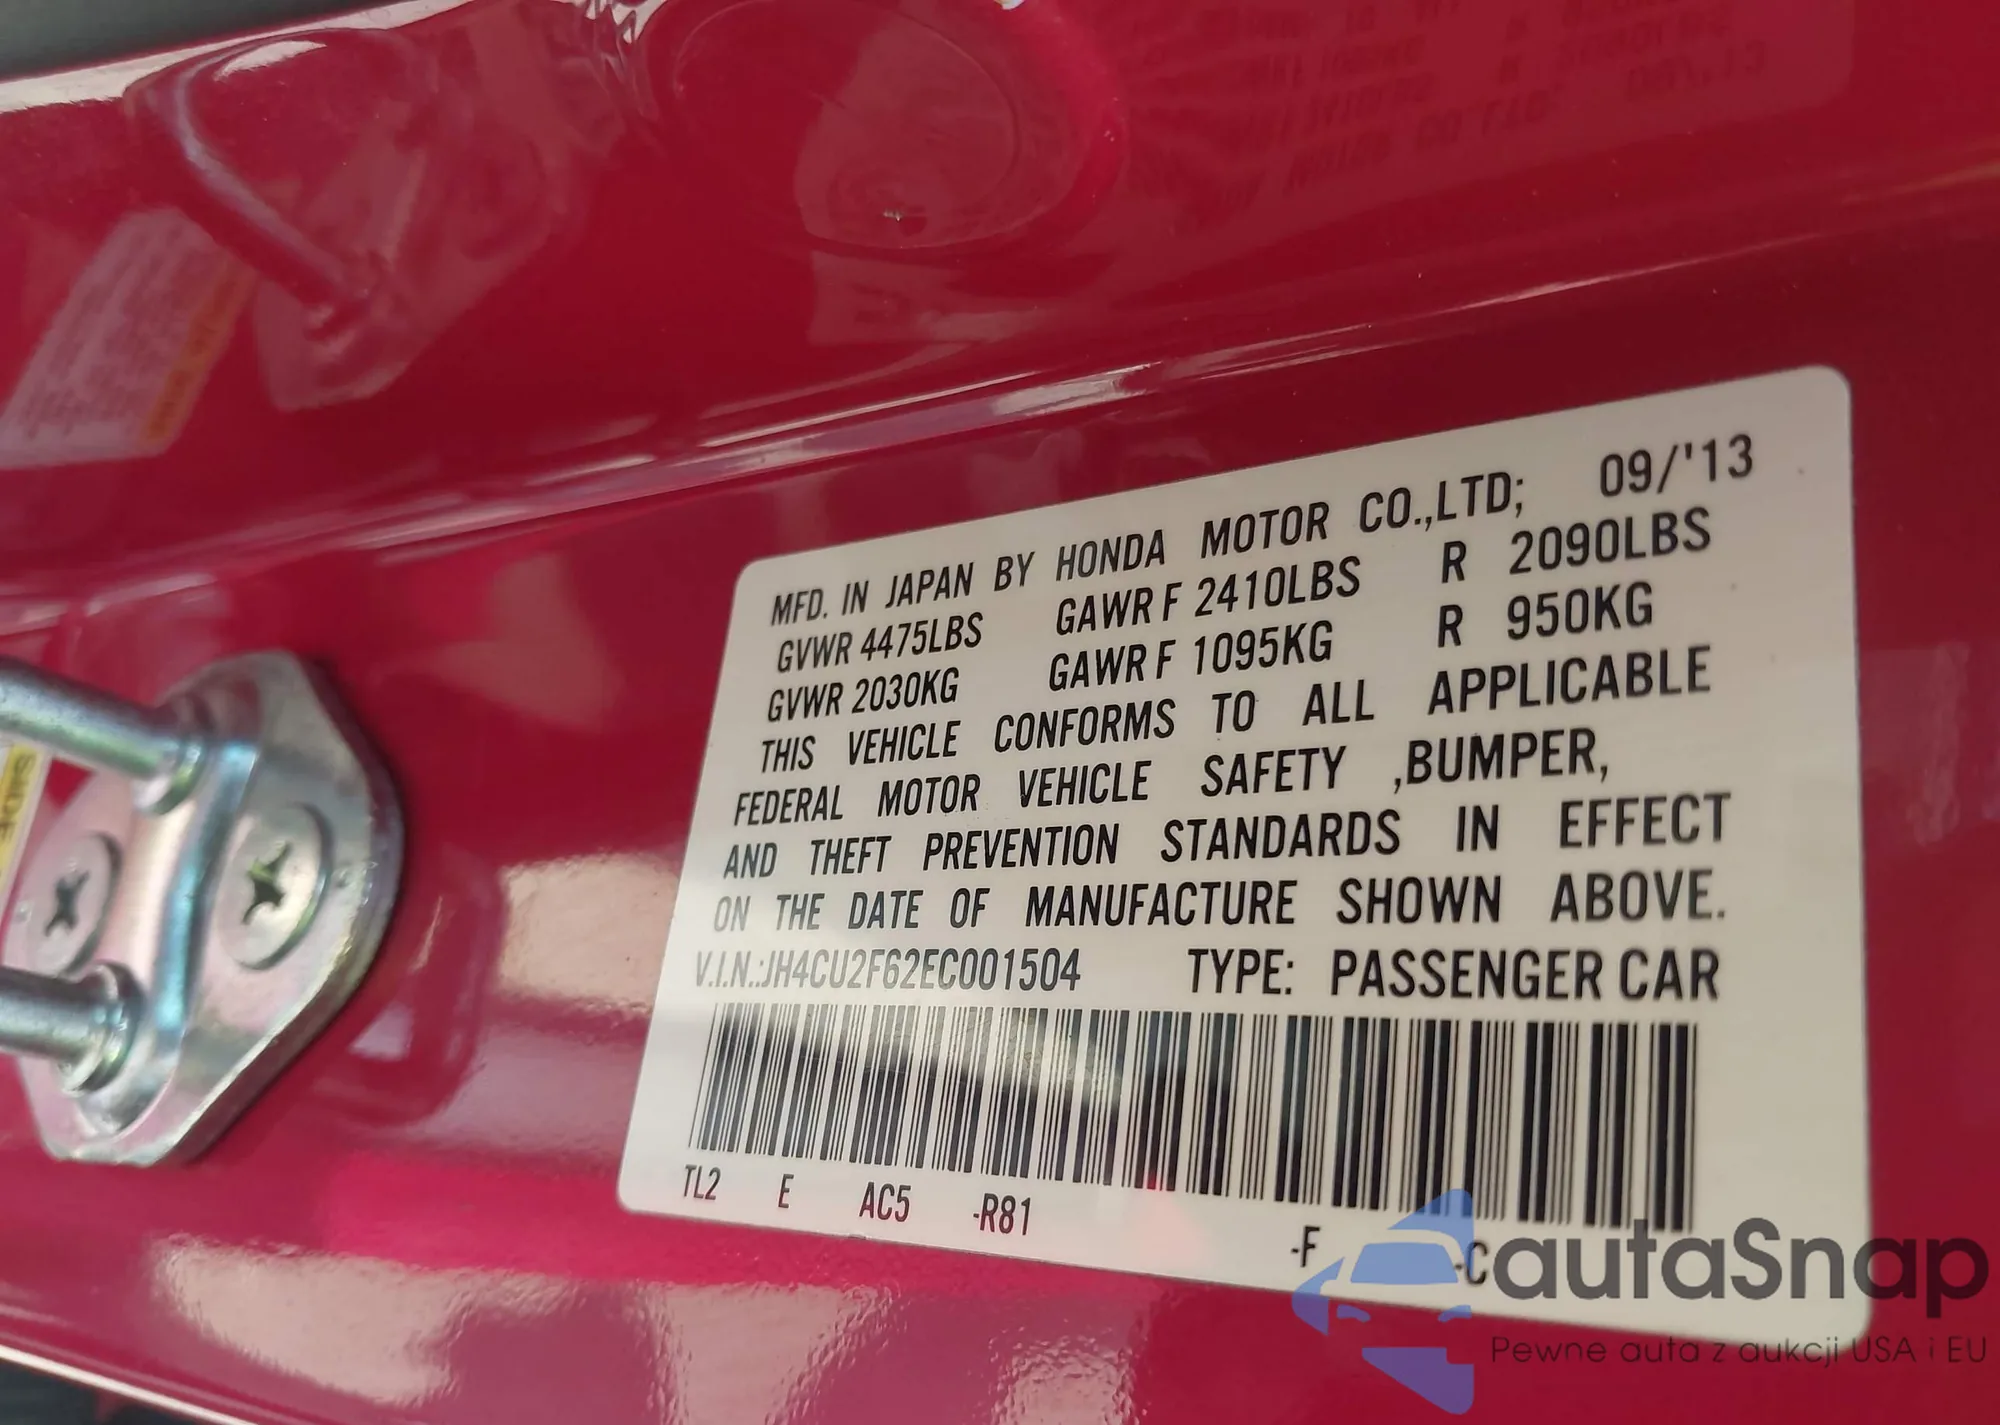 MFD. IN JAPAN BY HONDA MOTOR CO.,LTD; 09/'13
GVWR 4475LBS GAWR F 2410LBS R 2090LBS
GVWR 2030KG GAWR F 1095KG R 950KG
THIS VEHICLE CONFORMS TO ALL APPLICABLE
FEDERAL MOTOR VEHICLE SAFETY ,BUMPER,
AND THEFT PREVENTION STANDARDS IN EFFECT
ON THE DATE OF MANUFACTURE SHOWN ABOVE.
V.I.N.:JH4CU2F62EC001504 TYPE: PASSENGER CAR
TL2 E AC5 -R81 -F -C
SIDE
autaSnap
Pewne auta z aukcji USA i EU